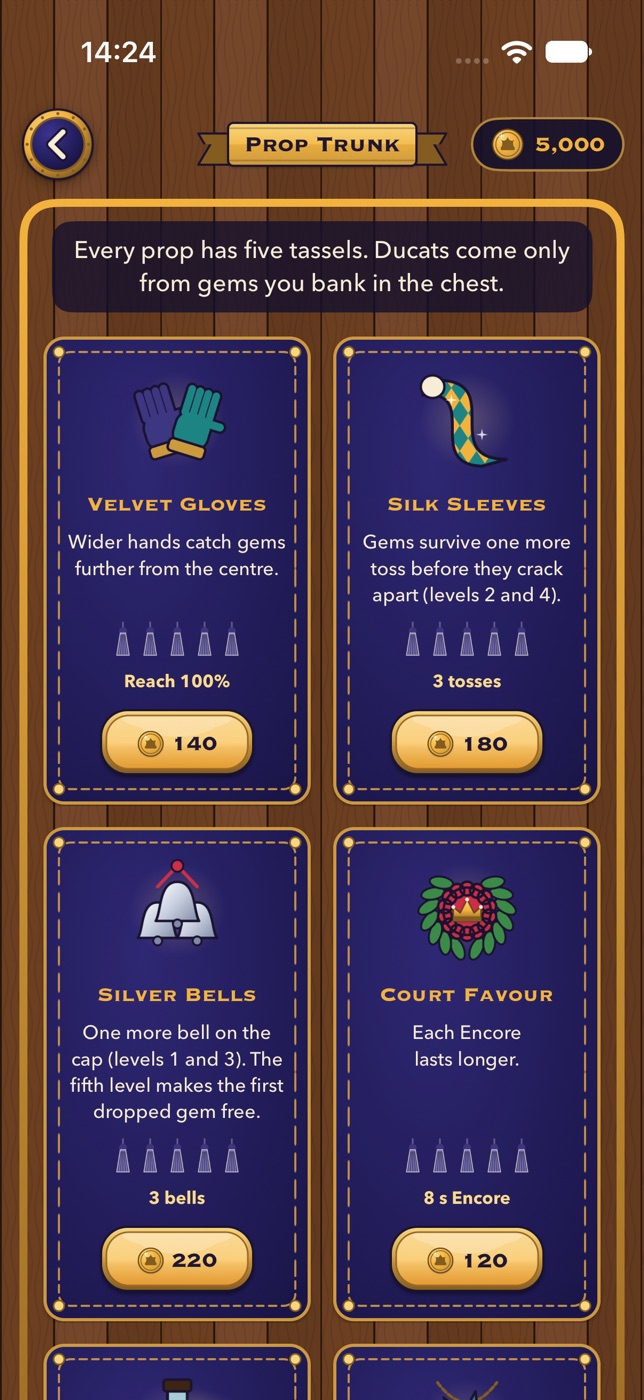 14:24
Prop Trunk
5,000
Every prop has five tassels. Ducats come only
from gems you bank in the chest.
Velvet Gloves
Wider hands catch gems
further from the centre.
Reach 100%
140
Silk Sleeves
Gems survive one more
toss before they crack
apart (levels 2 and 4).
3 tosses
180
Silver Bells
One more bell on the
cap (levels 1 and 3). The
fifth level makes the first
dropped gem free.
3 bells
220
Court Favour
Each Encore
lasts longer.
8 s Encore
120